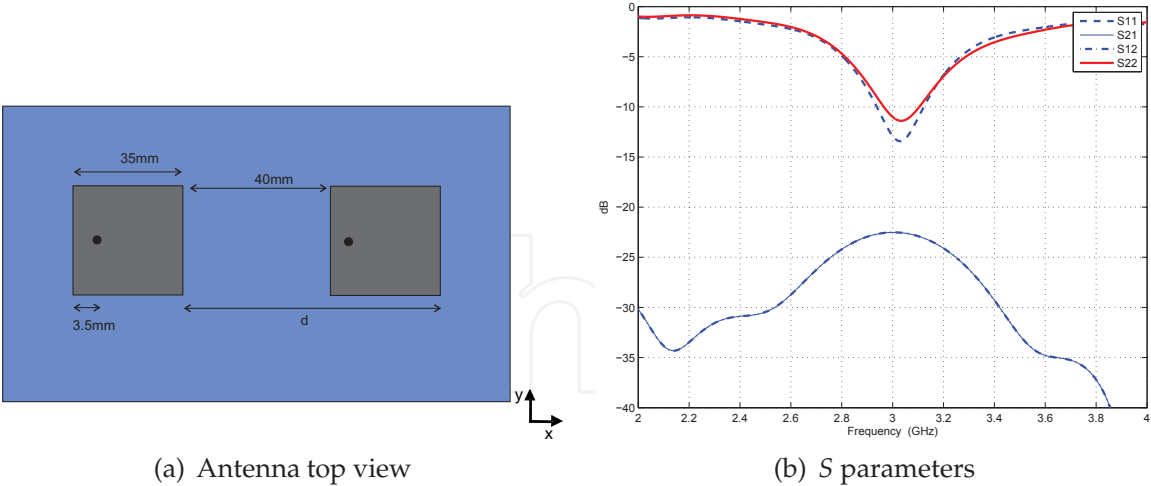 35mm
40mm
3.5mm
d
y
x
(a) Antenna top view
0
−5
−10
−15
−20
−25
−30
−35
−40
dB
S11
S21
S12
S22
2 2.2 2.4 2.6 2.8 3 3.2 3.4 3.6 3.8 4
Frequency (GHz)
(b) S parameters